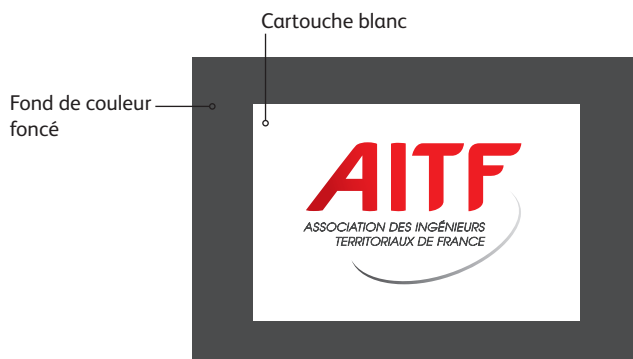 Cartouche blanc
Fond de couleur
foncé
AITF
ASSOCIATION DES INGÉNIEURS
TERRITORIAUX DE FRANCE